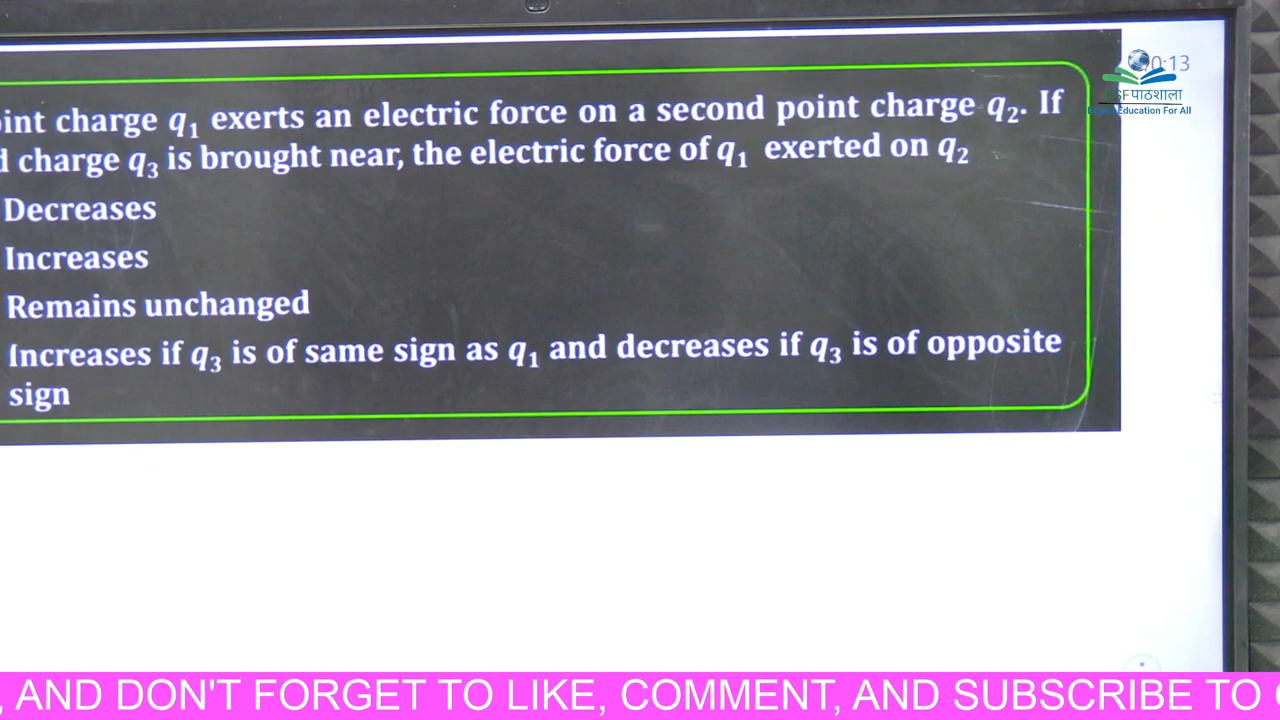 :13
पाठशाला
Education For All
charge q₁ exerts an electric force on a second point charge q₂. If
charge q₃ is brought near, the electric force of q₁ exerted on q₂
Decreases
Increases
Remains unchanged
Increases if q₃ is of same sign as q₁ and decreases if q₃ is of opposite
sign
, AND DON'T FORGET TO LIKE, COMMENT, AND SUBSCRIBE TO